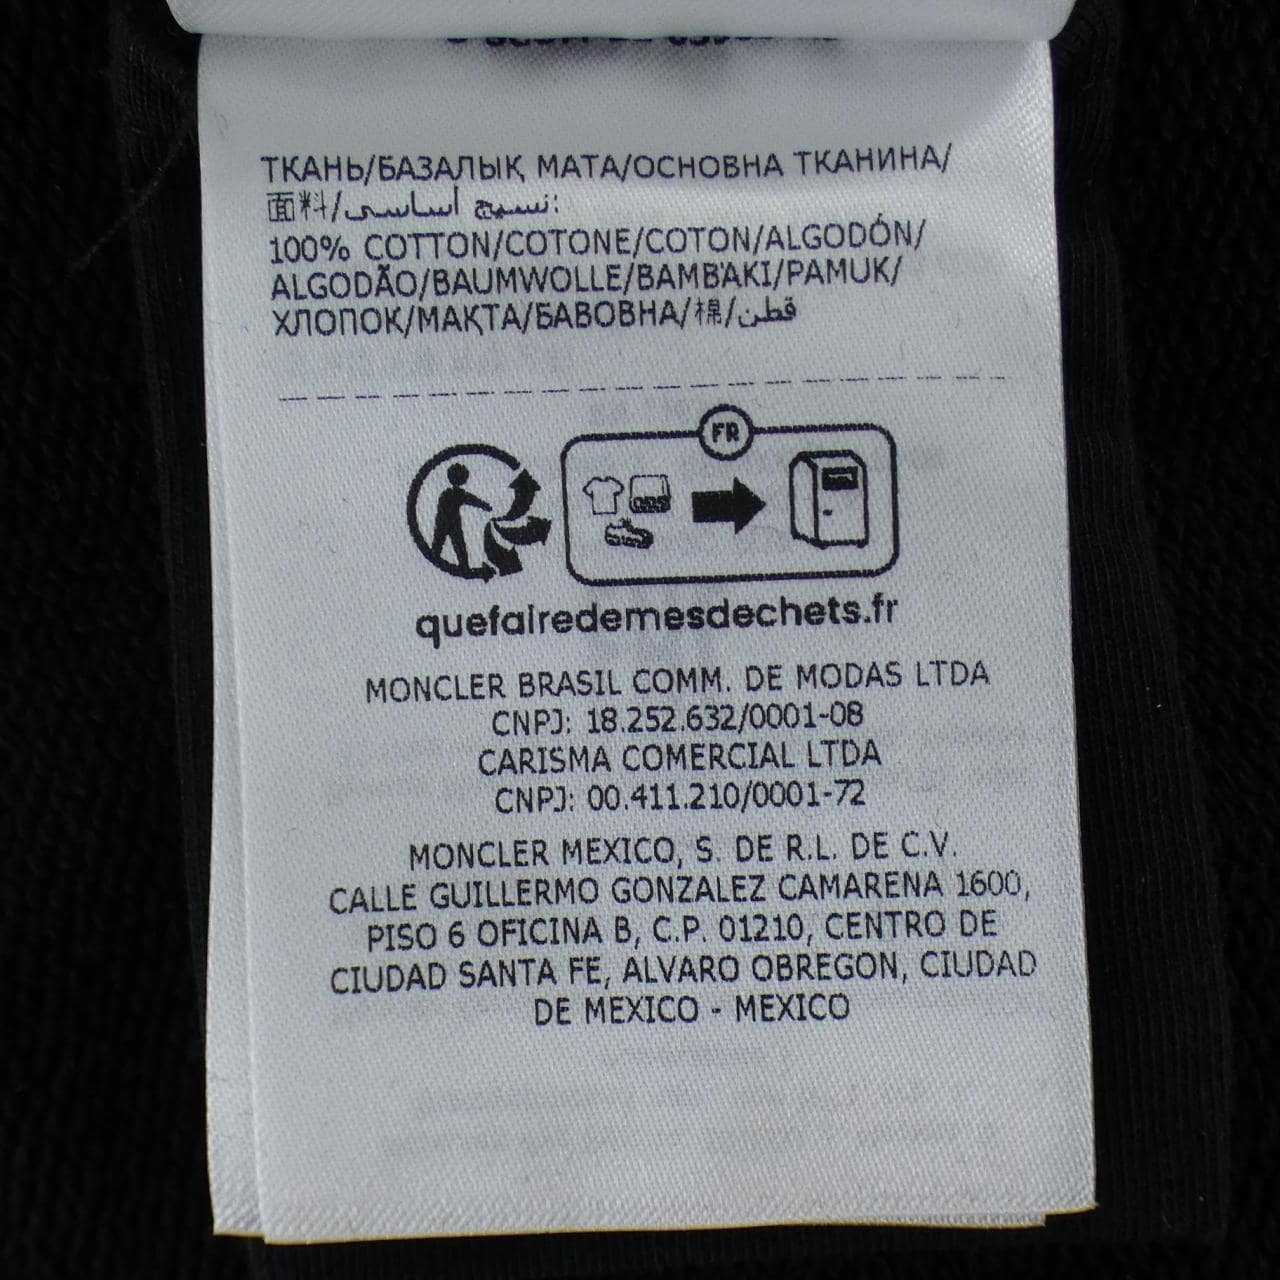 ТКАНЬ/БАЗАЛЫҚ МАТА/ОСНОВНА ТКАНИНА/
面料/نسيج أساسى:
100% COTTON/COTONE/COTON/ALGODÓN/
ALGODÃO/BAUMWOLLE/ΒΑΜΒΑΚΙ/PAMUK/
ХЛОПОК/МАҚТА/БАВОВНА/棉/قطن
FR
quefairedemesdechets.fr
MONCLER BRASIL COMM. DE MODAS LTDA
CNPJ: 18.252.632/0001-08
CARISMA COMERCIAL LTDA
CNPJ: 00.411.210/0001-72
MONCLER MEXICO, S. DE R.L. DE C.V.
CALLE GUILLERMO GONZALEZ CAMARENA 1600,
PISO 6 OFICINA B, C.P. 01210, CENTRO DE
CIUDAD SANTA FE, ALVARO OBREGON, CIUDAD
DE MEXICO - MEXICO